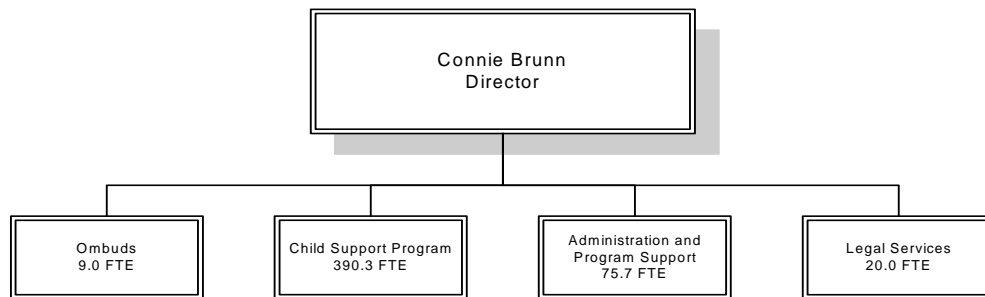 Connie Brunn
Director
Ombuds
9.0 FTE
Child Support Program
390.3 FTE
Administration and
Program Support
75.7 FTE
Legal Services
20.0 FTE